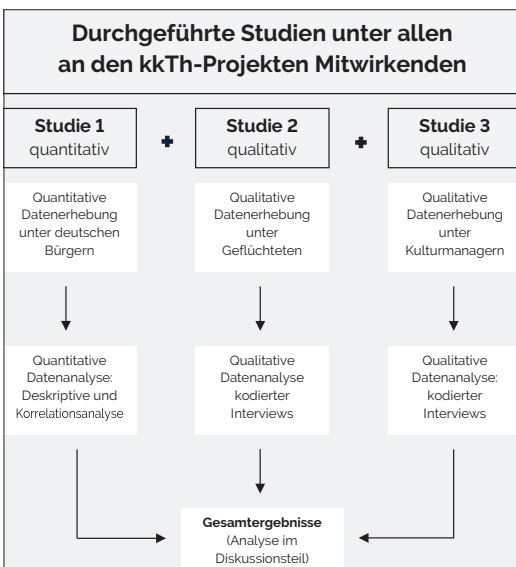 Durchgeführte Studien unter allen
an den kkTh-Projekten Mitwirkenden
Studie 1
quantitativ
+
Studie 2
qualitativ
+
Studie 3
qualitativ
Quantitative
Datenerhebung
unter deutschen
Bürgern
Qualitative
Datenerhebung
unter
Geflüchteten
Qualitative
Datenerhebung
unter
Kulturmanagern
Quantitative
Datenanalyse:
Deskriptive und
Korrelationsanalyse
Qualitative
Datenanalyse
kodierter
Interviews
Qualitative
Datenanalyse:
kodierter
Interviews
Gesamtergebnisse
(Analyse im
Diskussionsteil)